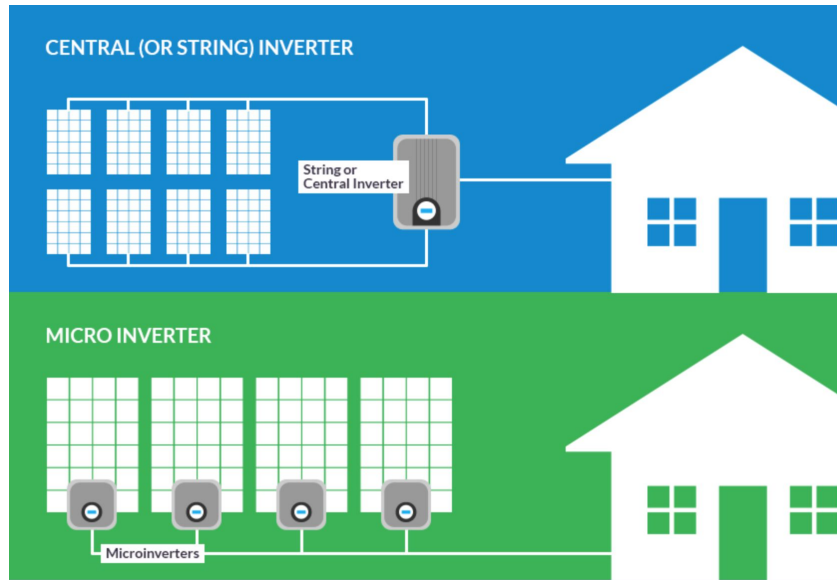 CENTRAL (OR STRING) INVERTER
String or
Central Inverter
MICRO INVERTER
Microinverters